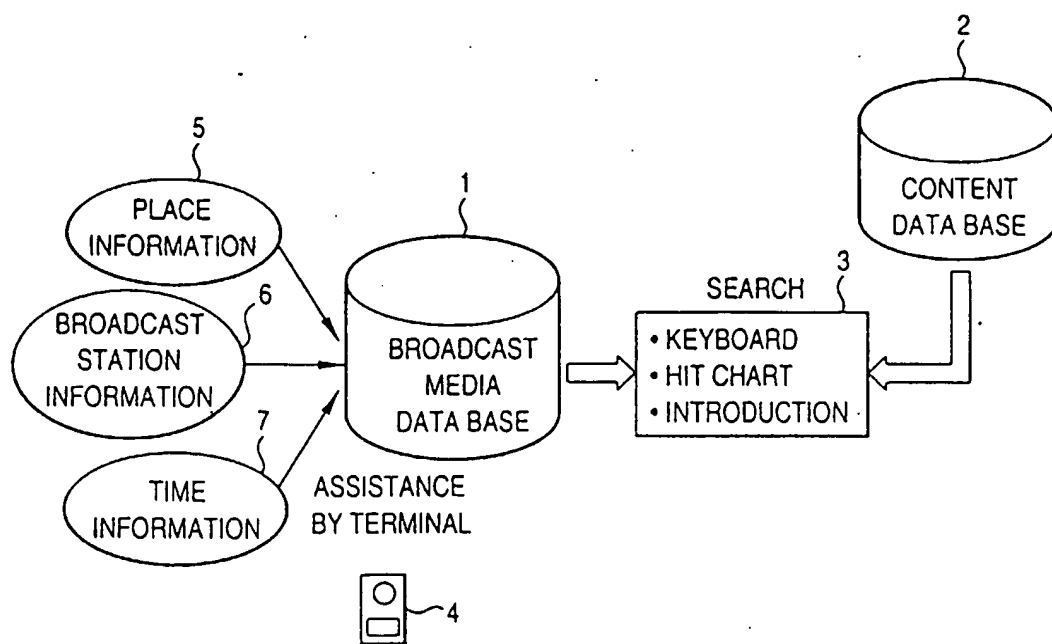 2
5
1
PLACE
INFORMATION
CONTENT
DATA BASE
6
SEARCH
3
BROADCAST
STATION
INFORMATION
BROADCAST
MEDIA
DATA BASE
• KEYBOARD
• HIT CHART
• INTRODUCTION
7
TIME
INFORMATION
ASSISTANCE
BY TERMINAL
4